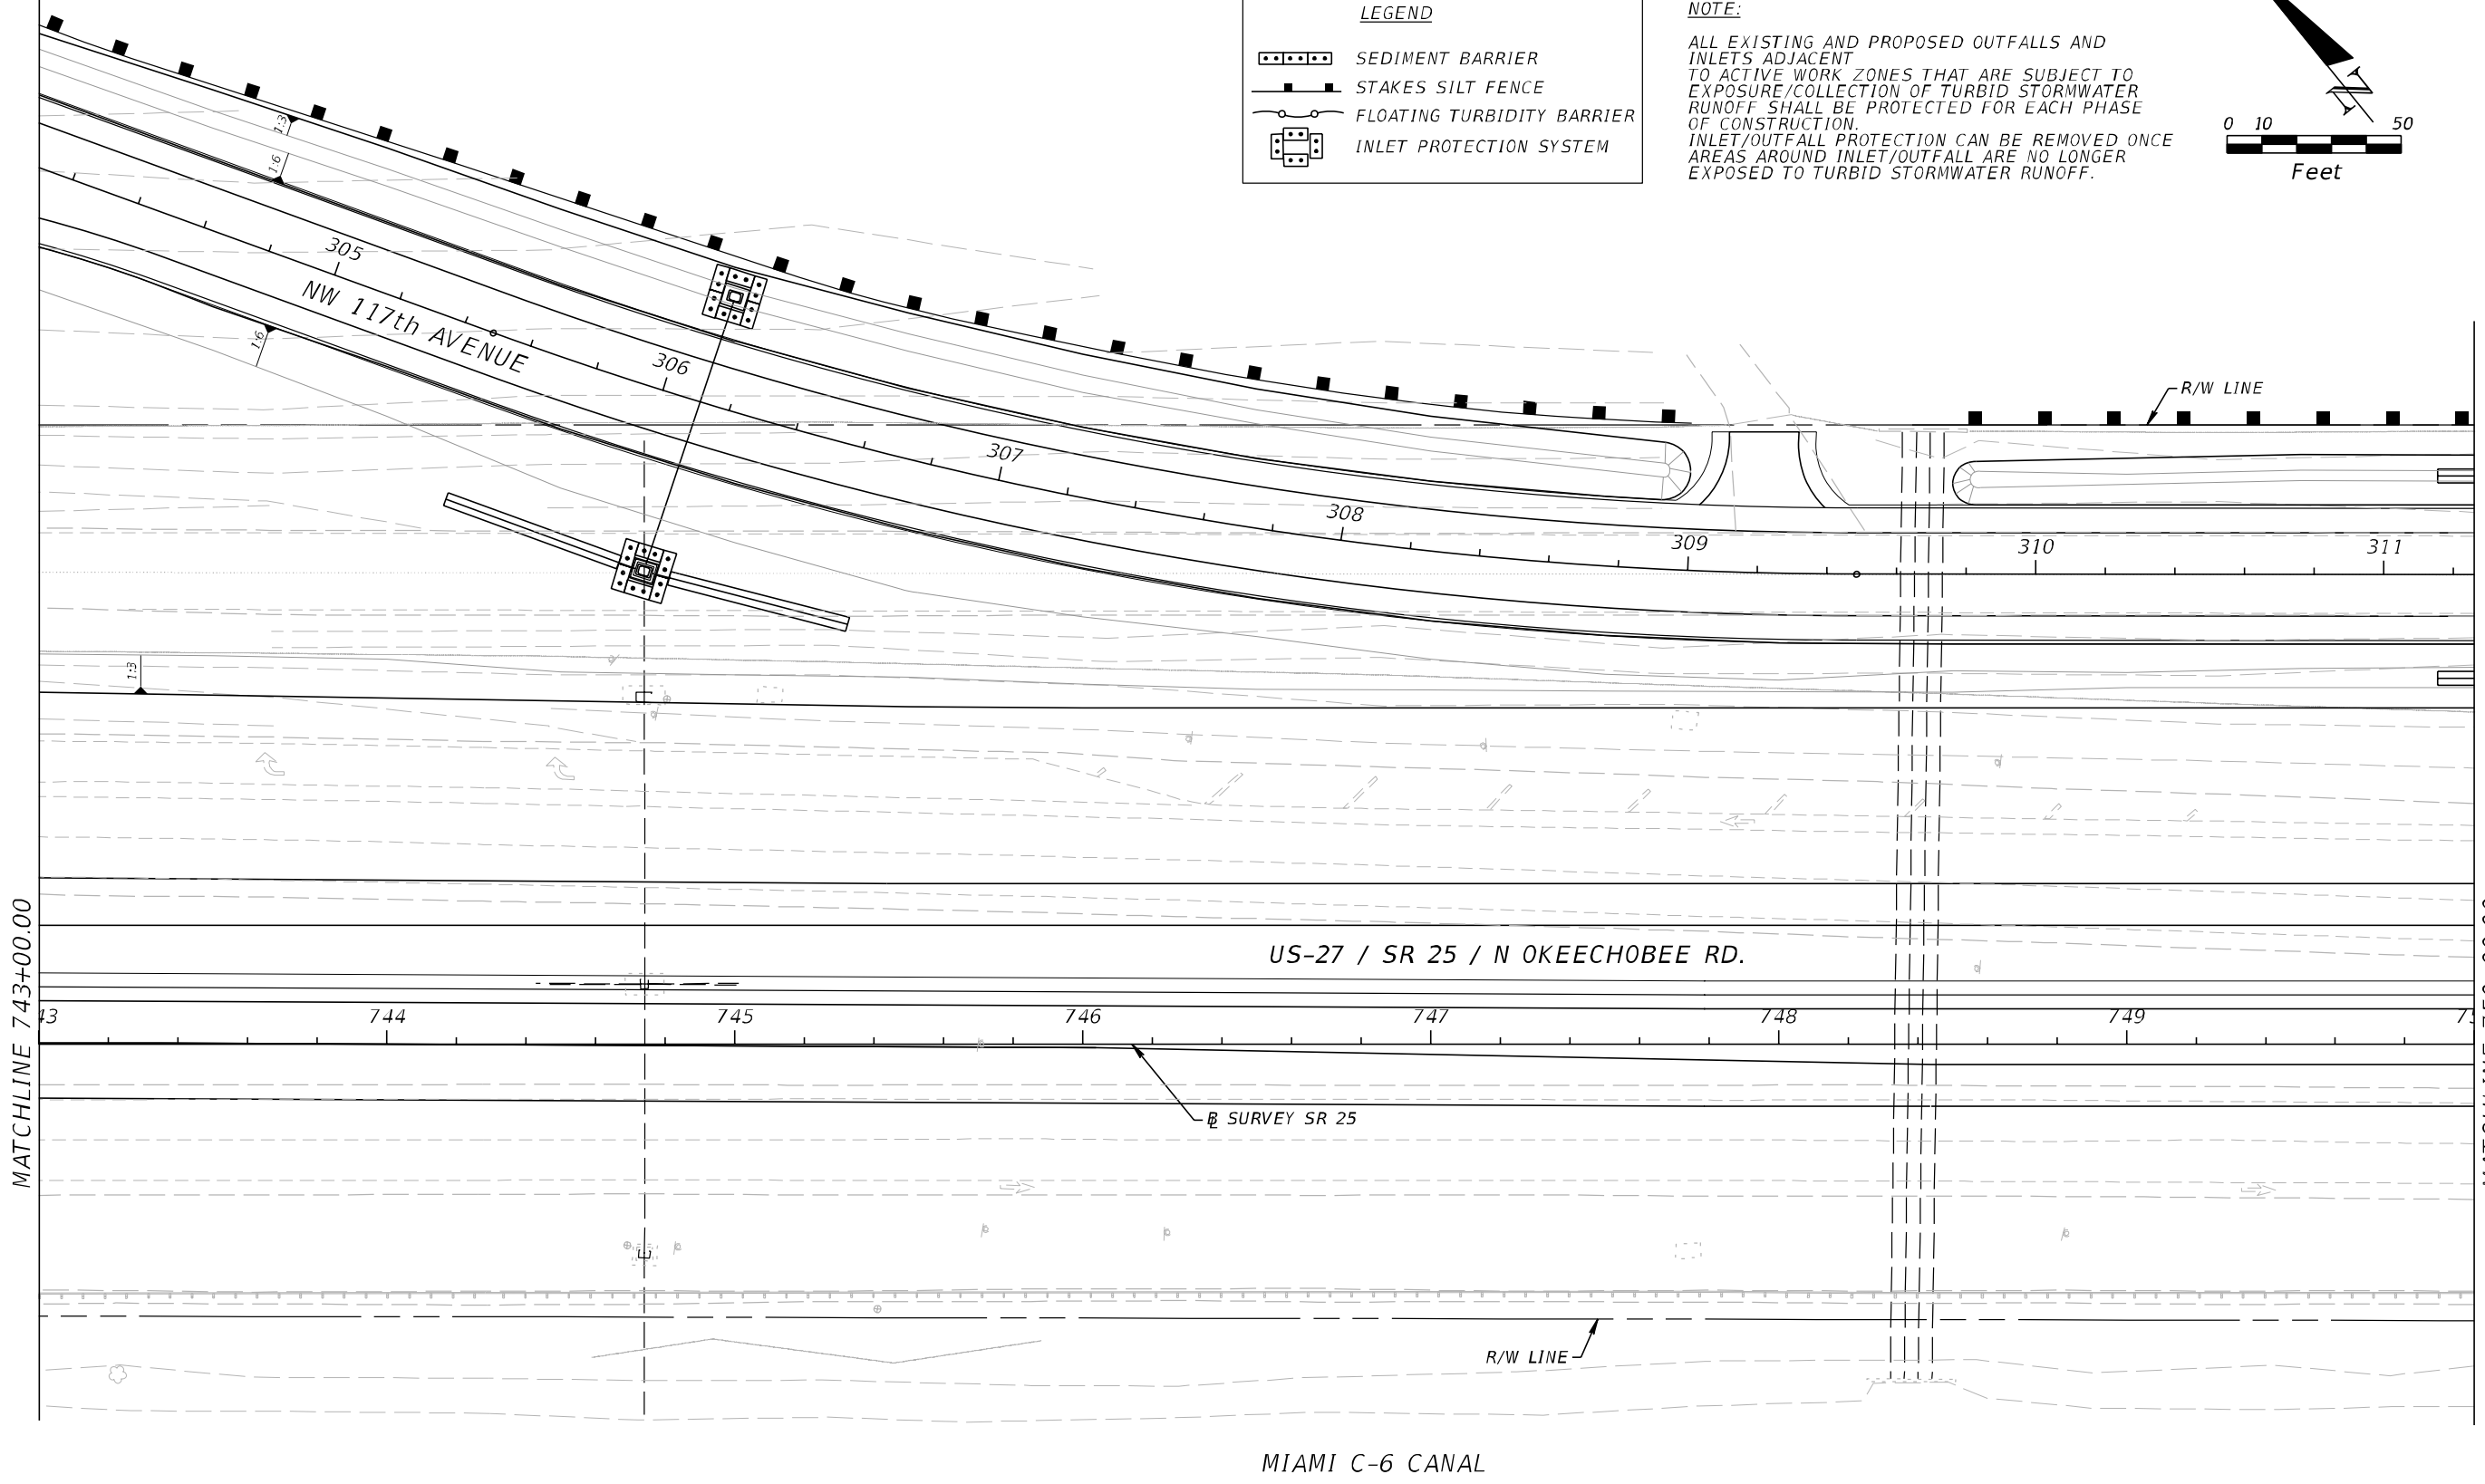 LEGEND
SEDIMENT BARRIER
STAKES SILT FENCE
FLOATING TURBIDITY BARRIER
INLET PROTECTION SYSTEM
NOTE:
ALL EXISTING AND PROPOSED OUTFALLS AND
INLETS ADJACENT
TO ACTIVE WORK ZONES THAT ARE SUBJECT TO
EXPOSURE/COLLECTION OF TURBID STORMWATER
RUNOFF SHALL BE PROTECTED FOR EACH PHASE
OF CONSTRUCTION.
INLET/OUTFALL PROTECTION CAN BE REMOVED ONCE
AREAS AROUND INLET/OUTFALL ARE NO LONGER
EXPOSED TO TURBID STORMWATER RUNOFF.
N
0 10 50
Feet
1:3
1:6
305
NW 117th AVENUE
1:6
306
R/W LINE
307
308
309
310
311
1:3
US-27 / SR 25 / N OKEECHOBEE RD.
MATCHLINE 743+00.00
43
744
745
746
747
748
749
BL SURVEY SR 25
R/W LINE
MIAMI C-6 CANAL